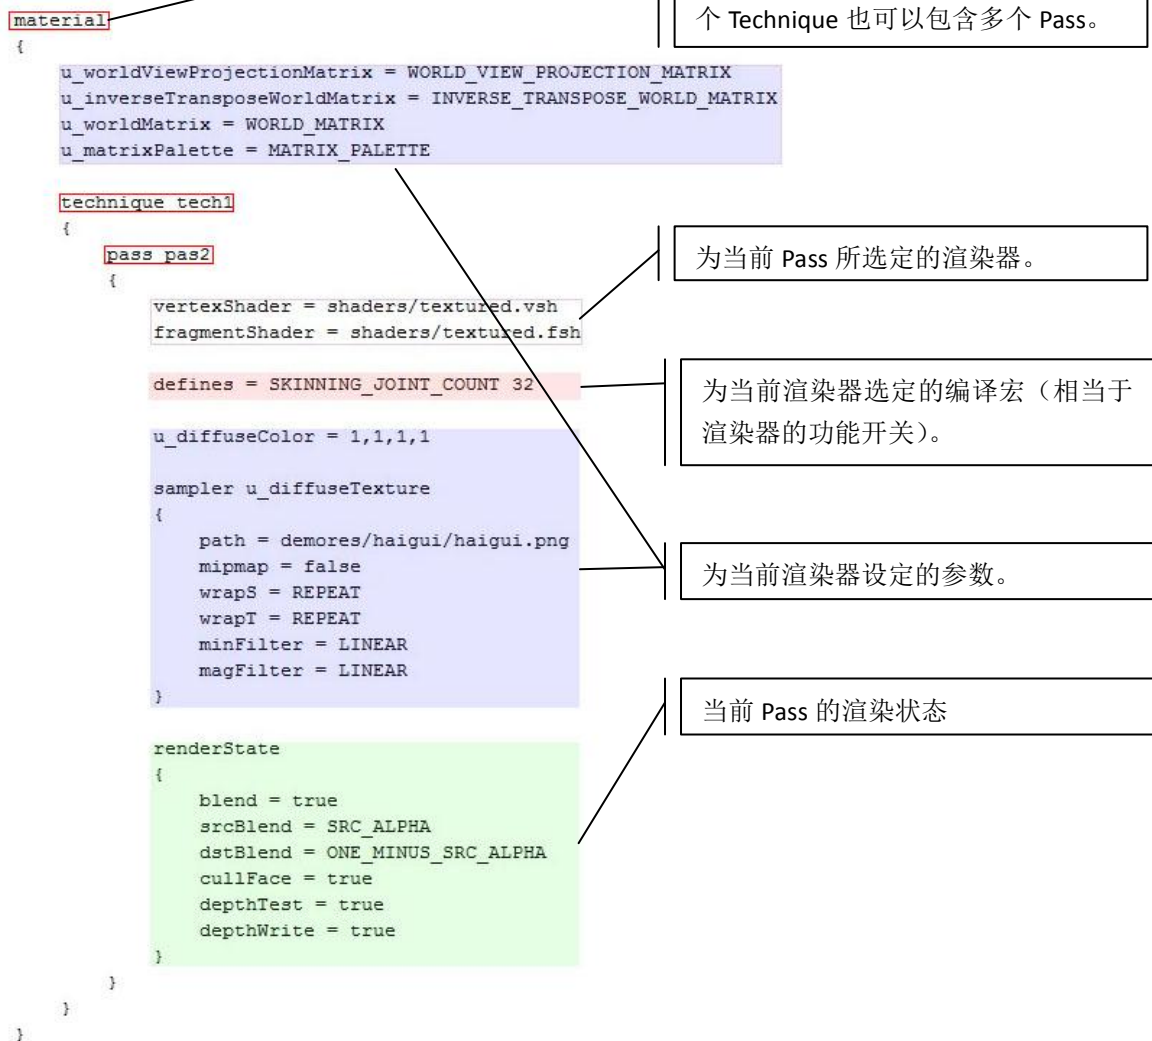 material
个 Technique 也可以包含多个 Pass。
{
u_worldViewProjectionMatrix = WORLD_VIEW_PROJECTION_MATRIX
u_inverseTransposeWorldMatrix = INVERSE_TRANSPOSE_WORLD_MATRIX
u_worldMatrix = WORLD_MATRIX
u_matrixPalette = MATRIX_PALETTE
technique tech1
{
pass pas2
{
为当前 Pass 所选定的渲染器。
vertexShader = shaders/textured.vsh
fragmentShader = shaders/textured.fsh
defines = SKINNING_JOINT_COUNT 32
为当前渲染器选定的编译宏（相当于
渲染器的功能开关）。
u_diffuseColor = 1,1,1,1
sampler u_diffuseTexture
{
path = demores/haigui/haigui.png
mipmap = false
wrapS = REPEAT
wrapT = REPEAT
minFilter = LINEAR
magFilter = LINEAR
}
为当前渲染器设定的参数。
当前 Pass 的渲染状态
renderState
{
blend = true
srcBlend = SRC_ALPHA
dstBlend = ONE_MINUS_SRC_ALPHA
cullFace = true
depthTest = true
depthWrite = true
}
}
}
}